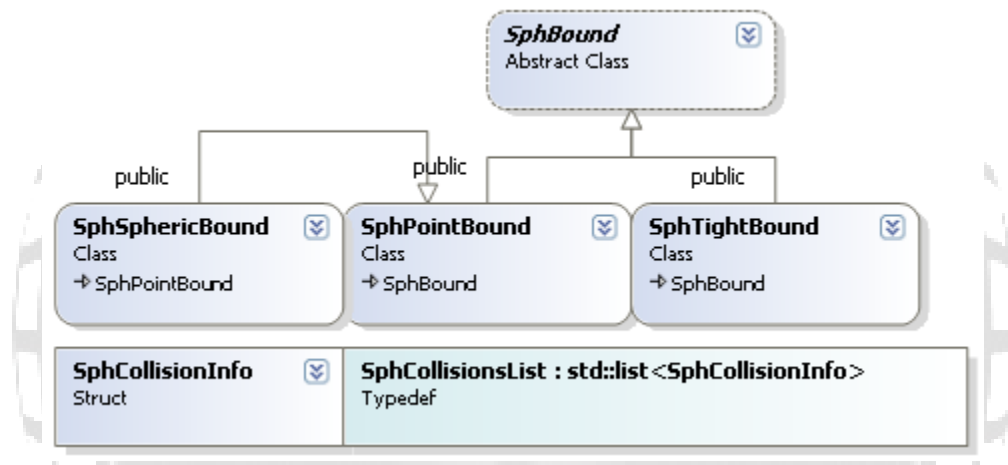 SphBound
Abstract Class
public
public
public
SphSphericBound
Class
SphPointBound
SphPointBound
Class
SphBound
SphTightBound
Class
SphBound
SphCollisionInfo
Struct
SphCollisionsList : std::list<SphCollisionInfo>
Typedef